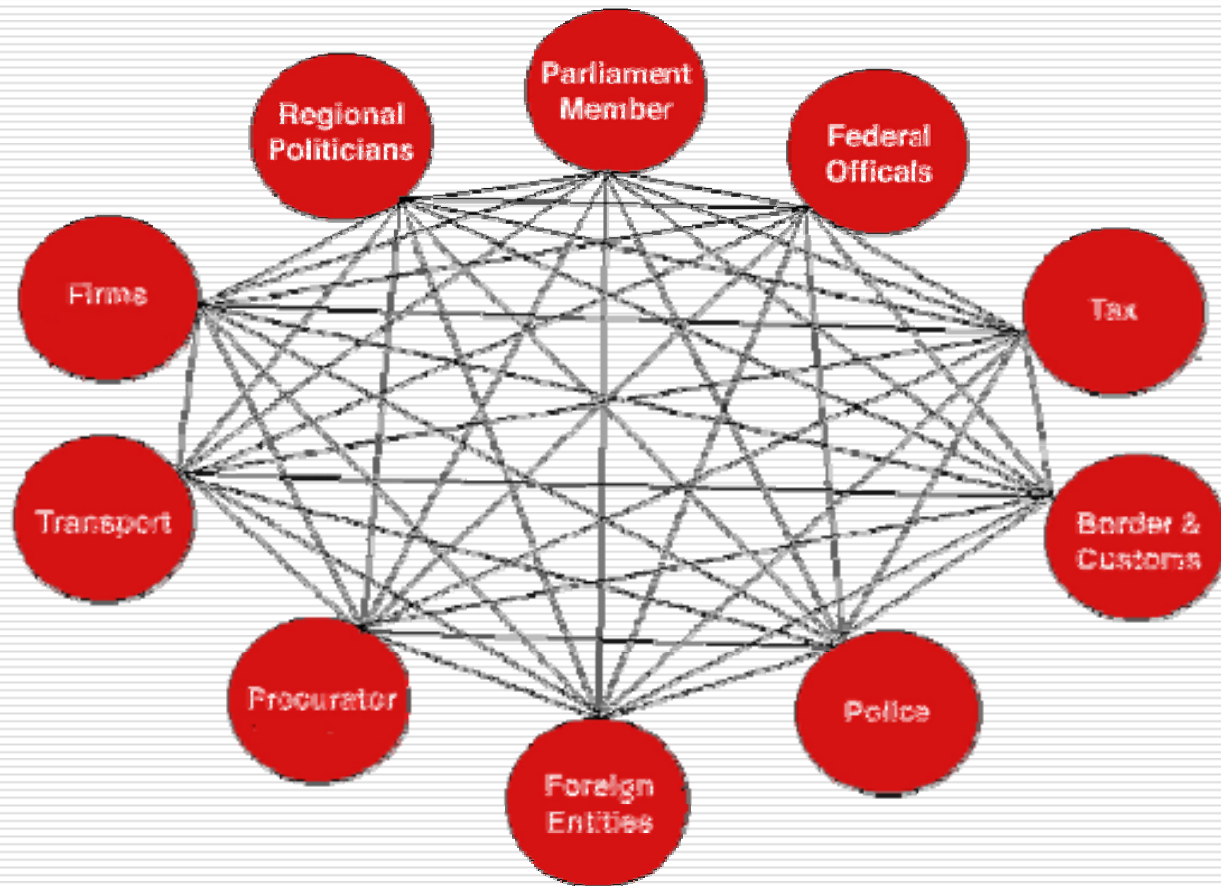 Parliament
Member
Regional
Politicians
Federal
Officals
Firms
Tax
Transport
Border &
Customs
Procurator
Police
Foreign
Entities